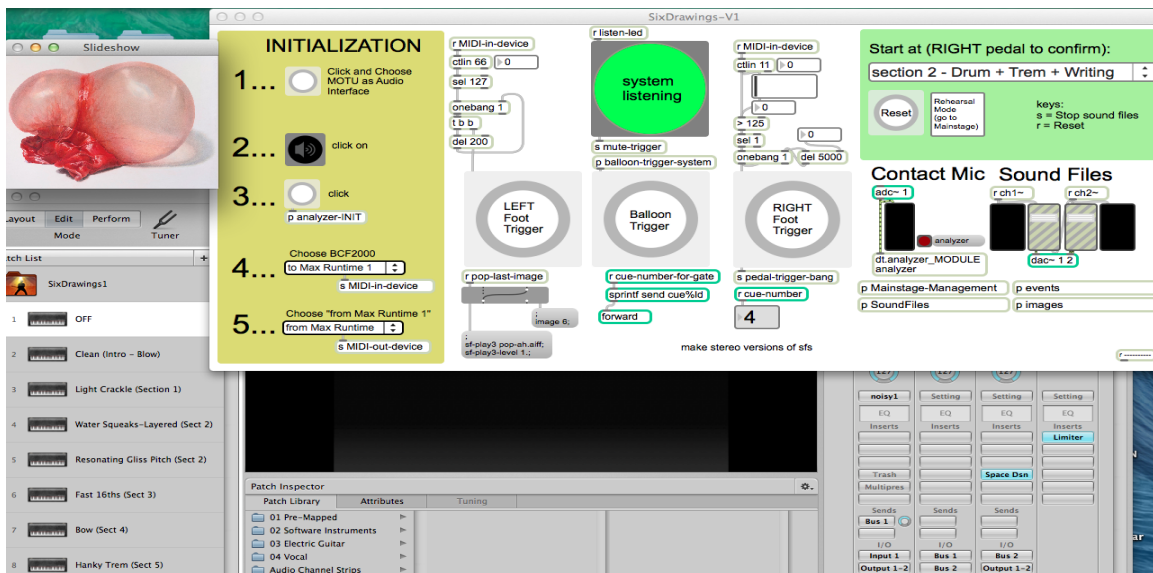 SixDrawings-V1
Slideshow
INITIALIZATION
1...
Click and Choose
MOTU as Audio
Interface
2...
click on
3...
click
p analyzer-INIT
Choose BCF2000
4...
to Max Runtime 1
s MIDI-in-device
Choose "from Max Runtime 1"
5...
from Max Runtime
s MIDI-out-device
r MIDI-in-device
ctlin 66
0
sel 127
onebang 1
t b b
del 200
LEFT
Foot
Trigger
r pop-last-image
;
image 6;
;
sf-play3 pop-ah.aiff;
sf-play3-level 1.;
r listen-led
system
listening
s mute-trigger
p balloon-trigger-system
Balloon
Trigger
r cue-number-for-gate
sprintf send cue%ld
forward
r MIDI-in-device
ctlin 11
0
0
> 125
sel 1
0
onebang 1
del 5000
RIGHT
Foot
Trigger
s pedal-trigger-bang
r cue-number
4
make stereo versions of sfs
Start at (RIGHT pedal to confirm):
section 2 - Drum + Trem + Writing
Reset
Rehearsal
Mode
(go to
Mainstage)
keys:
s = Stop sound files
r = Reset
Contact Mic
Sound Files
adc~ 1
r ch1~
r ch2~
analyzer
dt.analyzer_MODULE
analyzer
dac~ 1 2
p Mainstage-Management
p events
p SoundFiles
p images
r ----------
ayout
Edit
Perform
Mode
Tuner
tch List
+
SixDrawings1
1
OFF
2
Clean (Intro - Blow)
3
Light Crackle (Section 1)
4
Water Squeaks-Layered (Sect 2)
5
Resonating Gliss Pitch (Sect 2)
6
Fast 16ths (Sect 3)
7
Bow (Sect 4)
8
Hanky Trem (Sect 5)
Patch Inspector
Patch Library
Attributes
Tuning
01 Pre-Mapped
02 Software Instruments
03 Electric Guitar
04 Vocal
Audio Channel Strips
127
127
127
noisy1
Setting
Setting
Setting
EQ
EQ
EQ
EQ
Inserts
Inserts
Inserts
Inserts
Limiter
Trash
Space Dsn
Multipres
Sends
Sends
Sends
Bus 1
I/O
I/O
I/O
Input 1
Bus 1
Bus 2
Output 1-2
Bus 2
Output 1-2
ar